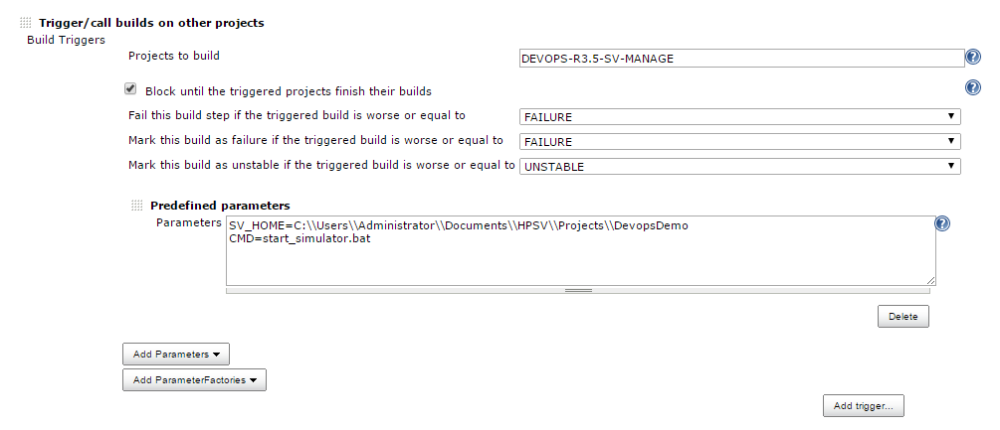 Trigger/call builds on other projects
Build Triggers
Projects to build
DEVOPS-R3.5-SV-MANAGE
Block until the triggered projects finish their builds
Fail this build step if the triggered build is worse or equal to
FAILURE
Mark this build as failure if the triggered build is worse or equal to
FAILURE
Mark this build as unstable if the triggered build is worse or equal to
UNSTABLE
Predefined parameters
Parameters
SV_HOME=C:\\Users\\Administrator\\Documents\\HPSV\\Projects\\DevopsDemo
CMD=start_simulator.bat
Delete
Add Parameters
Add ParameterFactories
Add trigger...